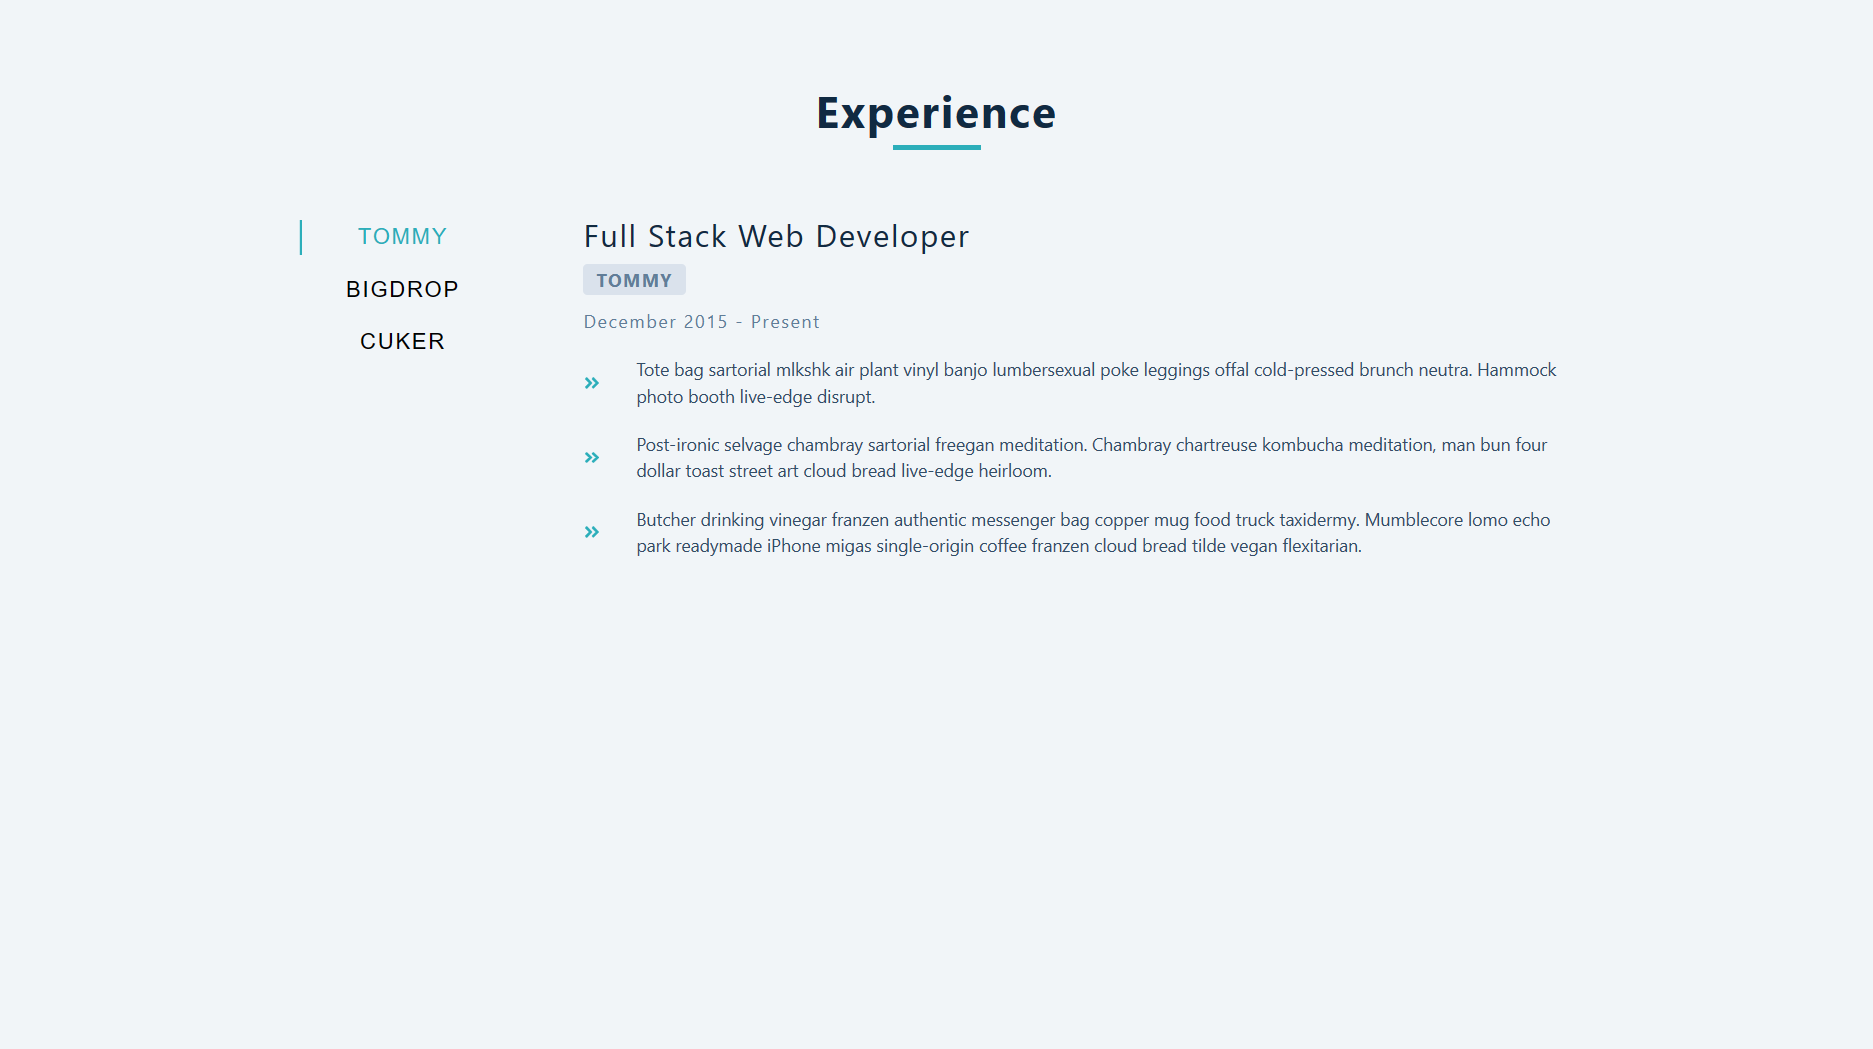 Experience
TOMMY
BIGDROP
CUKER
Full Stack Web Developer
TOMMY
December 2015 - Present
Tote bag sartorial mlkshk air plant vinyl banjo lumbersexual poke leggings offal cold-pressed brunch neutra. Hammock
photo booth live-edge disrupt.
Post-ironic selvage chambray sartorial freegan meditation. Chambray chartreuse kombucha meditation, man bun four
dollar toast street art cloud bread live-edge heirloom.
Butcher drinking vinegar franzen authentic messenger bag copper mug food truck taxidermy. Mumblecore lomo echo
park readymade iPhone migas single-origin coffee franzen cloud bread tilde vegan flexitarian.